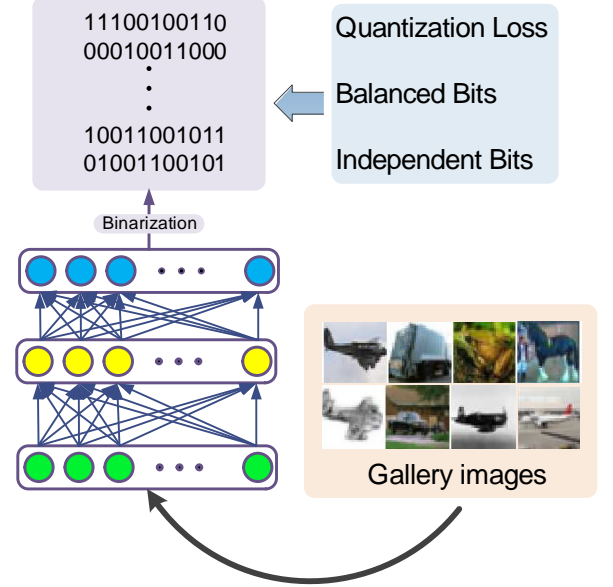 11100100110
00010011000
10011001011
01001100101
Quantization Loss
Balanced Bits
Independent Bits
Binarization
Gallery images